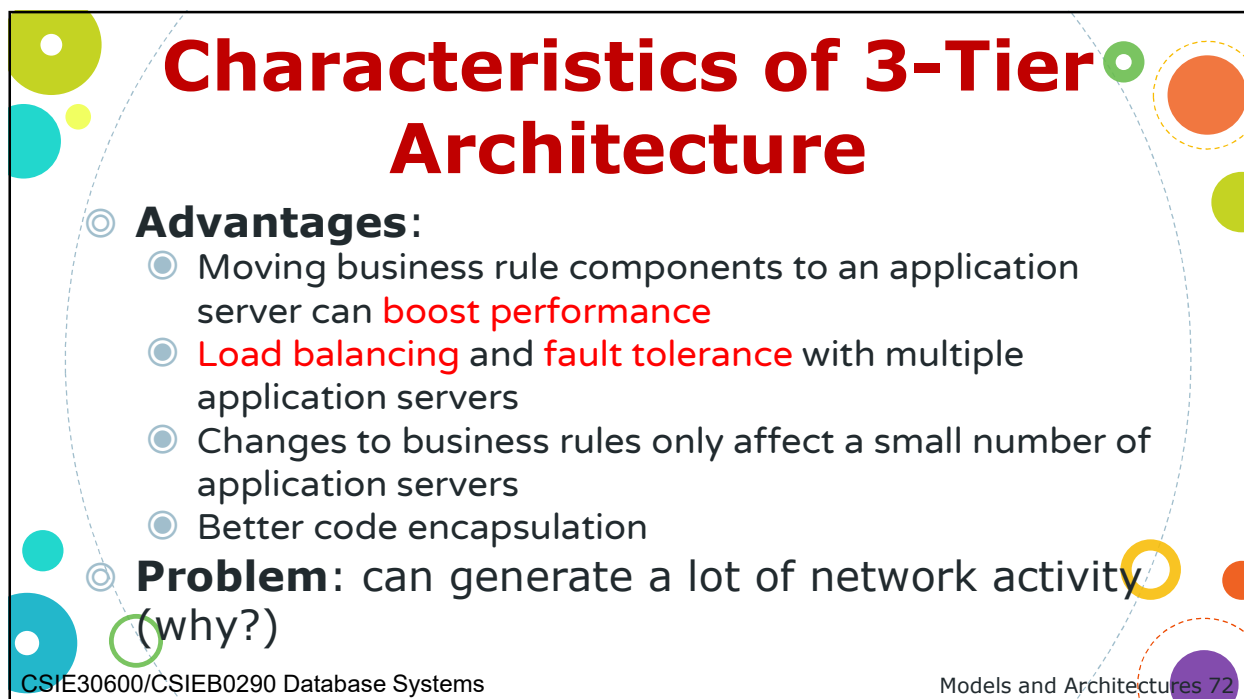 Characteristics of 3-Tier
Architecture
Advantages:
Moving business rule components to an application
server can boost performance
Load balancing and fault tolerance with multiple
application servers
Changes to business rules only affect a small number of
application servers
Better code encapsulation
Problem: can generate a lot of network activity
(why?)
CSIE30600/CSIEB0290 Database Systems
Models and Architectures 72